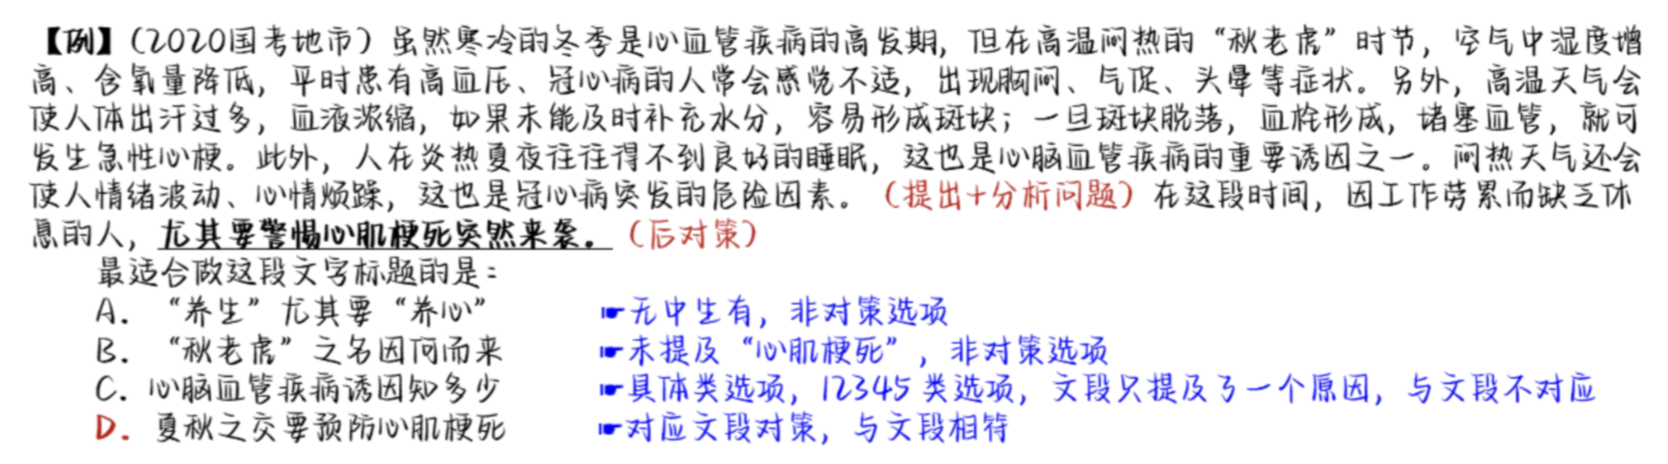 【例】（2020国考地市）虽然寒冷的冬季是心血管疾病的高发期，但在高温闷热的“秋老虎”时节，空气中湿度增
高、含氧量降低，平时患有高血压、冠心病的人常会感觉不适，出现胸闷、气促、头晕等症状。另外，高温天气会
使人体出汗过多，血液浓缩，如果未能及时补充水分，容易形成斑块；一旦斑块脱落，血栓形成，堵塞血管，就可
发生急性心梗。此外，人在炎热夏夜往往得不到良好的睡眠，这也是心脑血管疾病的重要诱因之一。闷热天气还会
使人情绪波动、心情烦躁，这也是冠心病突发的危险因素。（提出+分析问题）在这段时间，因工作劳累而缺乏休
息的人，尤其要警惕心肌梗死突然来袭。（后对策）
最适合做这段文字标题的是：
A. “养生”尤其要“养心” ☛无中生有，非对策选项
B. “秋老虎”之名因何而来 ☛未提及“心肌梗死”，非对策选项
C. 心脑血管疾病诱因知多少 ☛具体类选项，12345类选项，文段只提及了一个原因，与文段不对应
D. 夏秋之交要预防心肌梗死 ☛对应文段对策，与文段相符